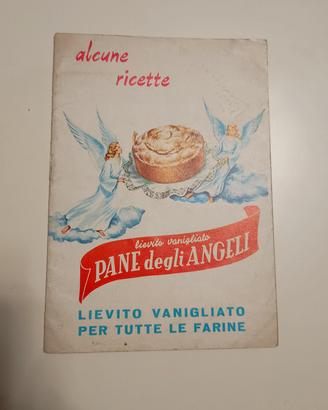 alcune
ricette
lievito vanigliato
PANE degli ANGELI
LIEVITO VANIGLIATO
PER TUTTE LE FARINE